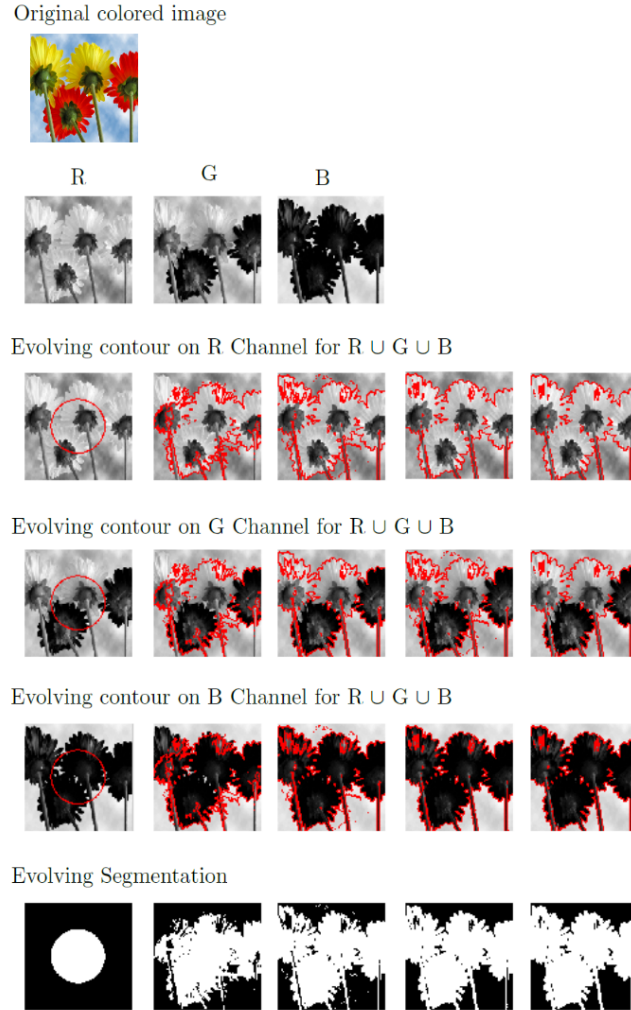 Original colored image
R G B
Evolving contour on R Channel for R ∪ G ∪ B
Evolving contour on G Channel for R ∪ G ∪ B
Evolving contour on B Channel for R ∪ G ∪ B
Evolving Segmentation